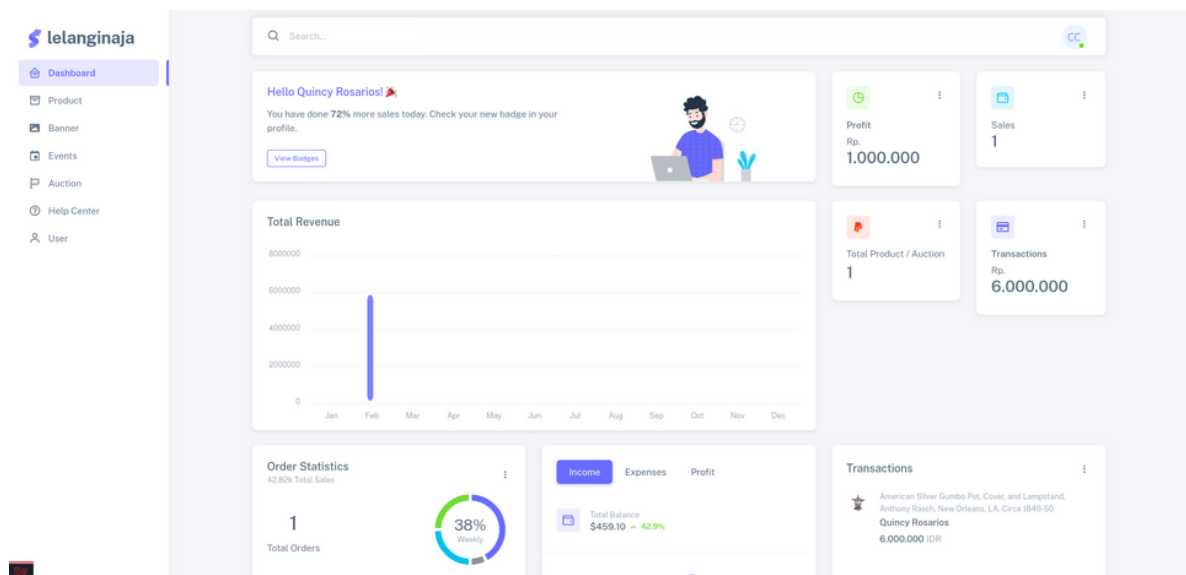 lelanginaja
Dashboard
Product
Banner
Events
Auction
Help Center
User
Search...
CC
Hello Quincy Rosarios!
You have done 72% more sales today. Check your new badge in your
profile.
View Badges
Profit
Rp.
1.000.000
Sales
1
Total Revenue
8000000
6000000
4000000
2000000
0
Jan Feb Mar Apr May Jun Jul Aug Sep Oct Nov Dec
Total Product / Auction
1
Transactions
Rp.
6.000.000
Order Statistics
42.82k Total Sales
1
Total Orders
38%
Weekly
Income Expenses Profit
Total Balance
$459.10 42.9%
Transactions
American Silver Gumbo Pot, Cover, and Lampstand,
Anthony Rasch, New Orleans, LA, Circa 1840-50
Quincy Rosarios
6.000.000 IDR